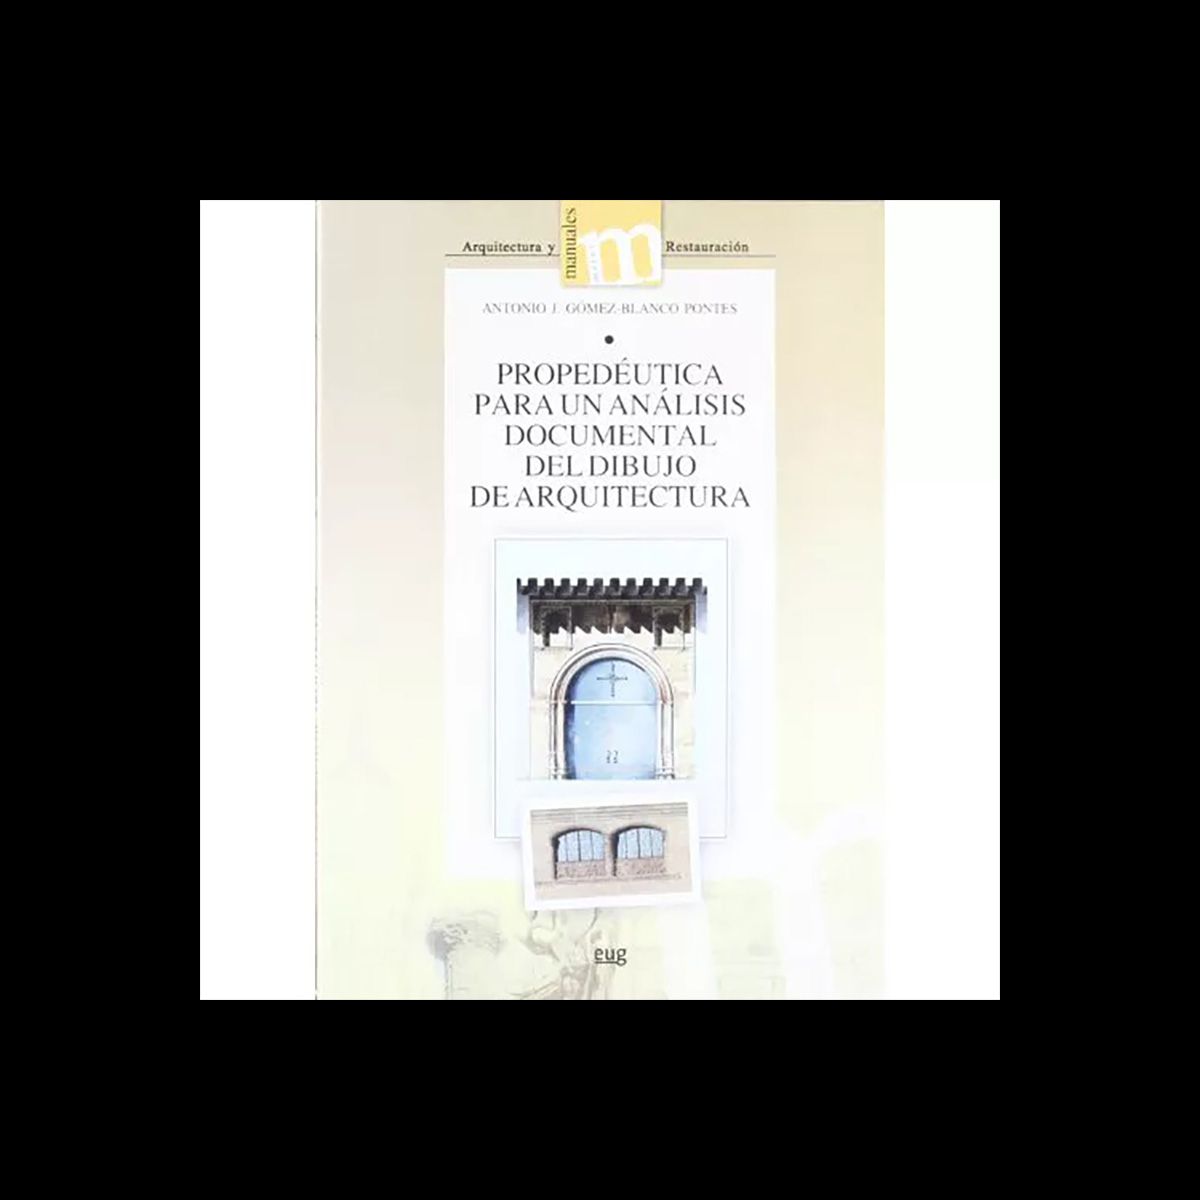 manuales
m
Arquitectura y
Restauración
ANTONIO J. GÓMEZ-BLANCO PONTES
PROPEDÉUTICA
PARA UN ANÁLISIS
DOCUMENTAL
DEL DIBUJO
DE ARQUITECTURA
eug